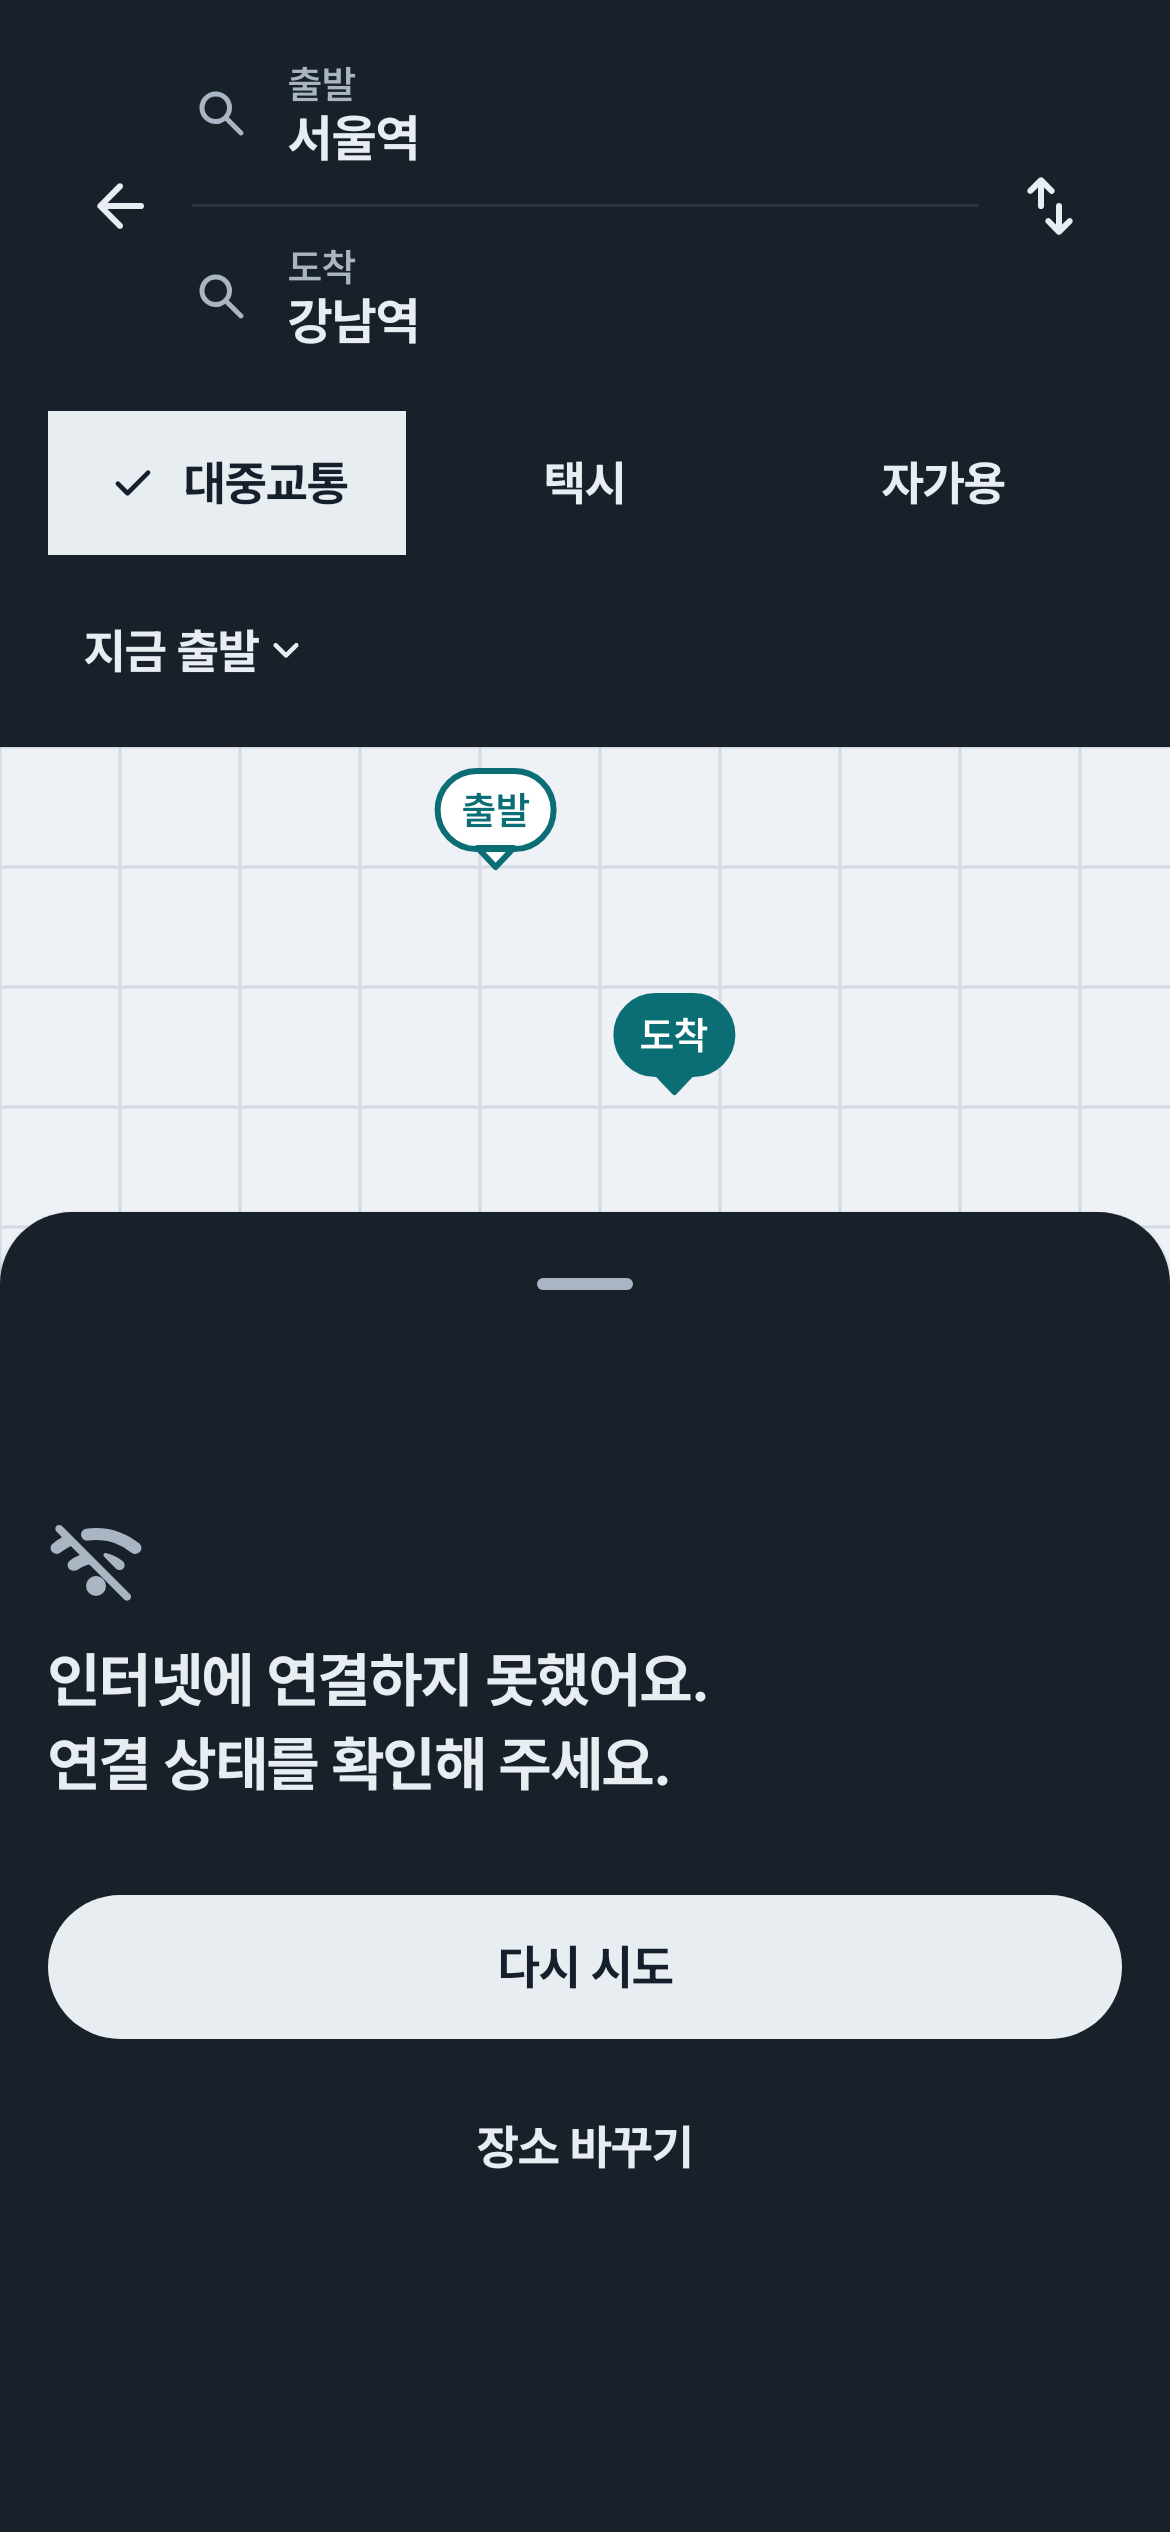 출발
서울역
도착
강남역
대중교통
택시
자가용
지금 출발
출발
도착
인터넷에 연결하지 못했어요.
연결 상태를 확인해 주세요.
다시 시도
장소 바꾸기